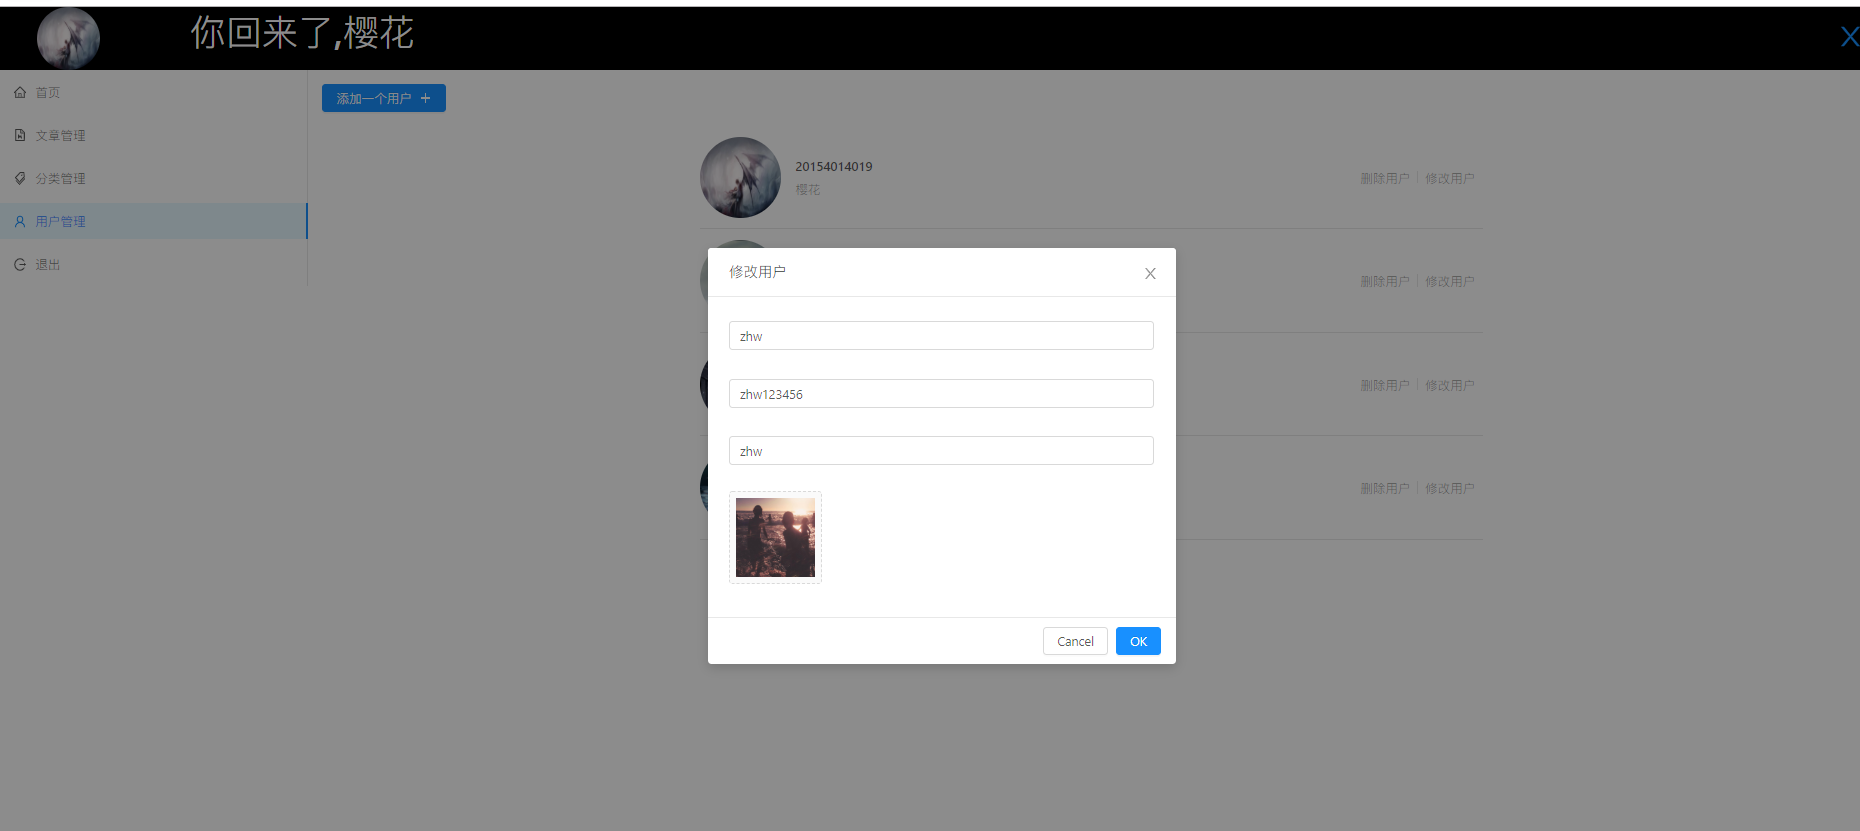 你回来了,樱花
X
首页
文章管理
分类管理
用户管理
退出
添加一个用户 +
20154014019
樱花
删除用户 | 修改用户
删除用户 | 修改用户
删除用户 | 修改用户
删除用户 | 修改用户
修改用户
zhw
zhw123456
zhw
Cancel
OK